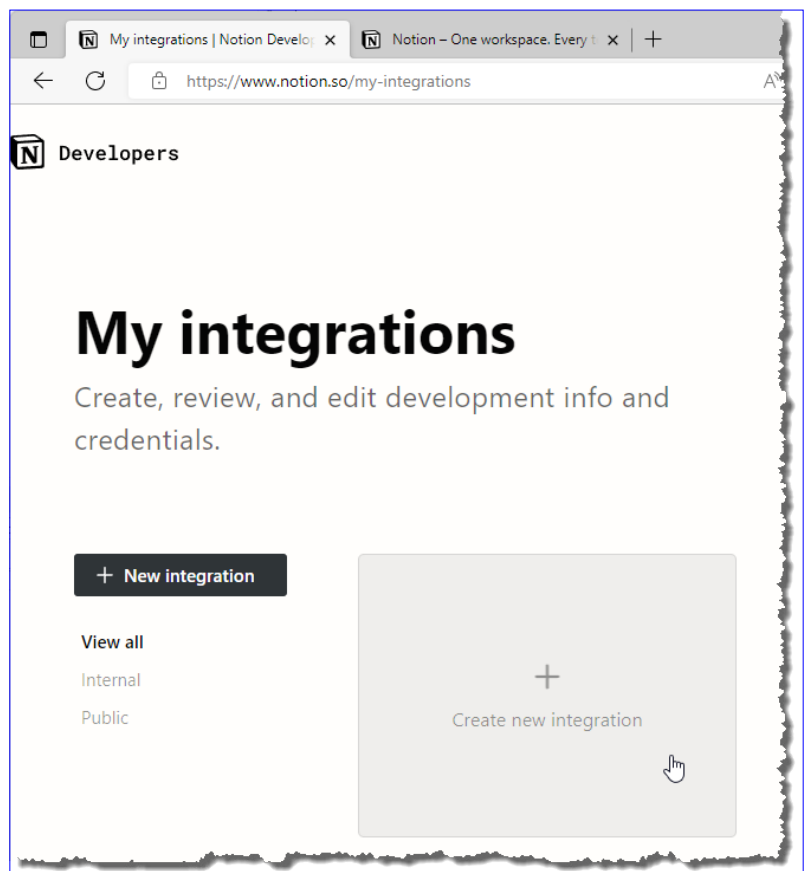 My integrations | Notion Develop
Notion – One workspace. Every t
https://www.notion.so/my-integrations
Developers
My integrations
Create, review, and edit development info and
credentials.
New integration
View all
Internal
Public
Create new integration